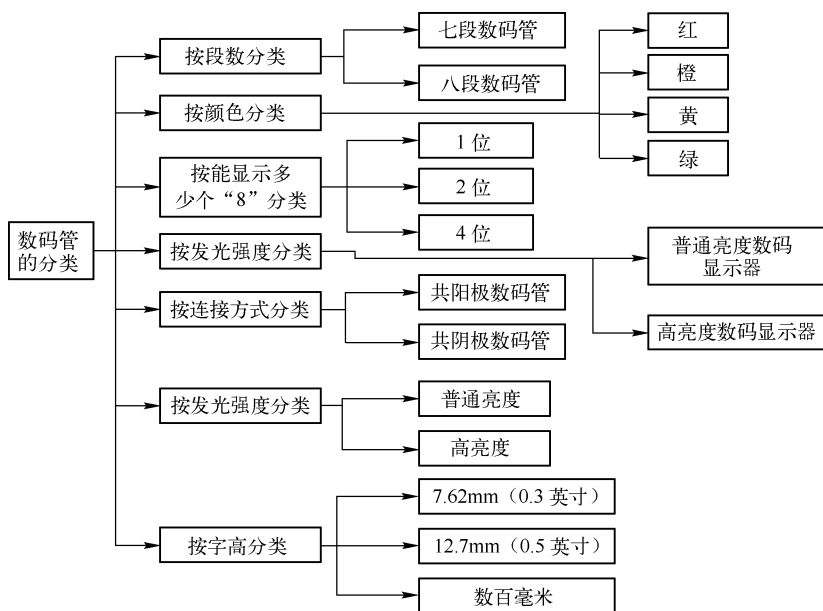 数码管
的分类
按段数分类
七段数码管
八段数码管
按颜色分类
红
橙
黄
绿
按能显示多
少个“8”分类
1 位
2 位
4 位
按发光强度分类
普通亮度数码
显示器
高亮度数码显示器
按连接方式分类
共阳极数码管
共阴极数码管
按发光强度分类
普通亮度
高亮度
按字高分类
7.62mm（0.3 英寸）
12.7mm（0.5 英寸）
数百毫米